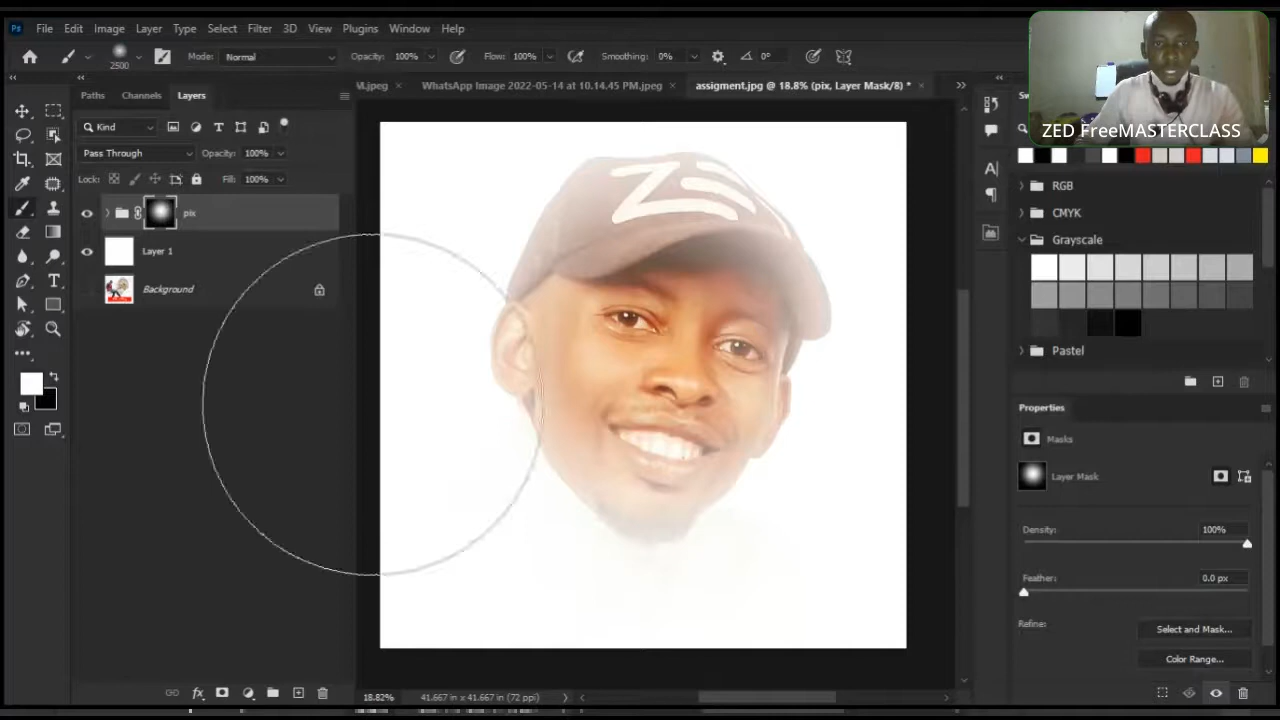 Ps File Edit Image Layer Type Select Filter 3D View Plugins Window Help
2500 Mode: Normal Opacity: 100% Flow: 100% Smoothing: 0% 0°
M.jpeg × WhatsApp Image 2022-05-14 at 10.14.45 PM.jpeg × assigment.jpg @ 18.8% (pix, Layer Mask/8) * ×
Paths Channels Layers
Kind
Pass Through Opacity: 100%
Lock: Fill: 100%
pix
Layer 1
Background
ZED FreeMASTERCLASS
RGB
CMYK
Grayscale
Pastel
Properties
Masks
Layer Mask
Density: 100%
Feather: 0.0 px
Refine: Select and Mask...
Color Range...
18.82% 41.667 in x 41.667 in (72 ppi)